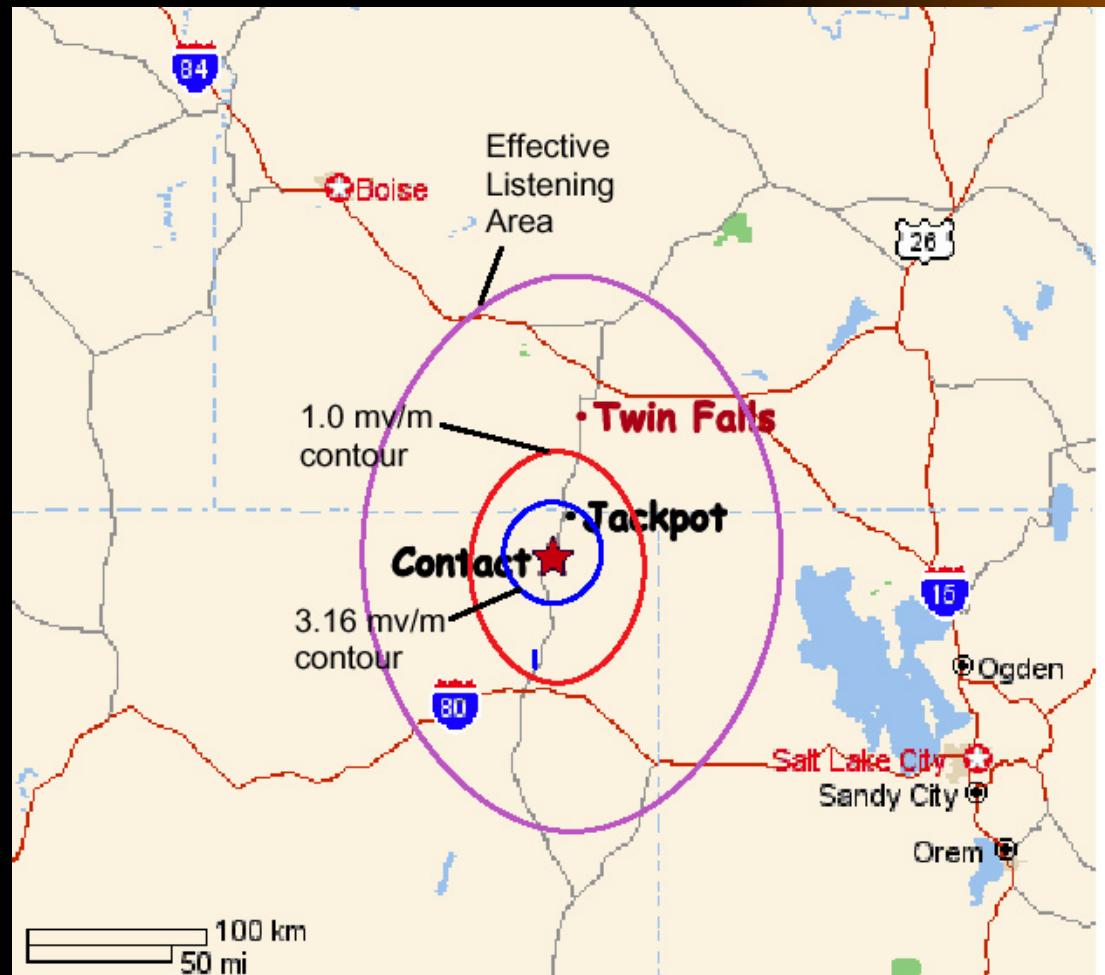 84
Effective
Listening
Area
Boise
26
1.0 mv/m
contour
Twin Falls
Jackpot
Contact
15
3.16 mv/m
contour
Ogden
80
Salt Lake City
Sandy City
Orem
100 km
50 mi